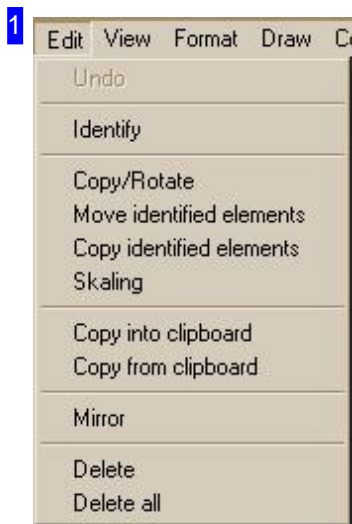 1
Edit View Format Draw
Undo
Identify
Copy/Rotate
Move identified elements
Copy identified elements
Skaling
Copy into clipboard
Copy from clipboard
Mirror
Delete
Delete all